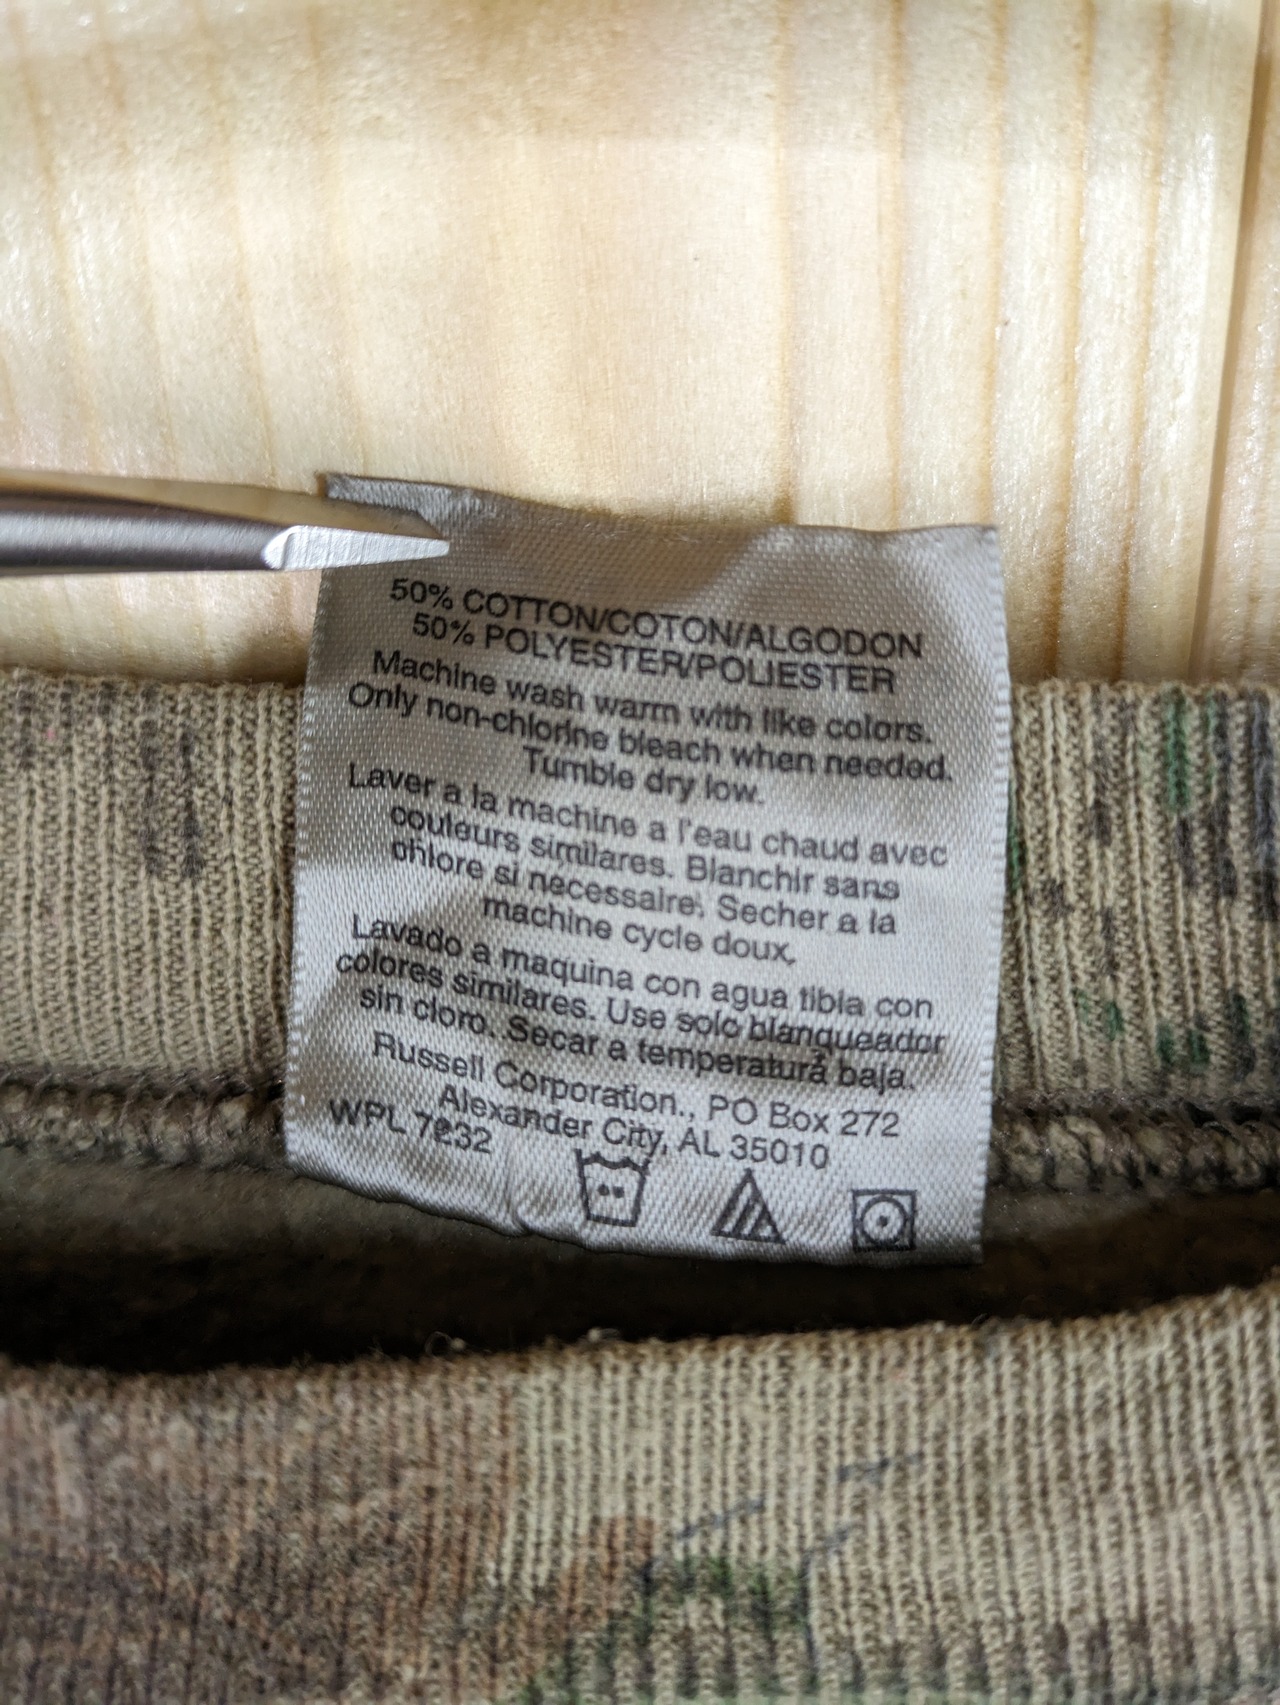 50% COTTON/COTON/ALGODON
50% POLYESTER/POLIESTER
Machine wash warm with like colors.
Only non-chlorine bleach when needed.
Tumble dry low.
Laver a la machine a l'eau chaud avec
couleurs similares. Blanchir sans
chlore si necessaire. Secher a la
machine cycle doux.
Lavado a maquina con agua tibia con
colores similares. Use solo blanqueador
sin cloro. Secar a temperatura baja.
Russell Corporation., PO Box 272
Alexander City, AL 35010
WPL 7232